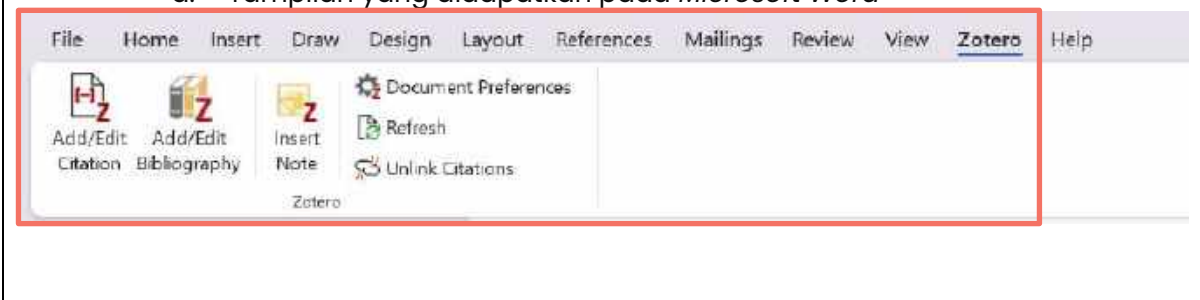 a. Tampilan yang didapatkan pada Microsoft Word
File Home Insert Draw Design Layout References Mailings Review View Zotero Help
Add/Edit Citation
Add/Edit Bibliography
Insert Note
Document Preferences
Refresh
Unlink Citations
Zotero